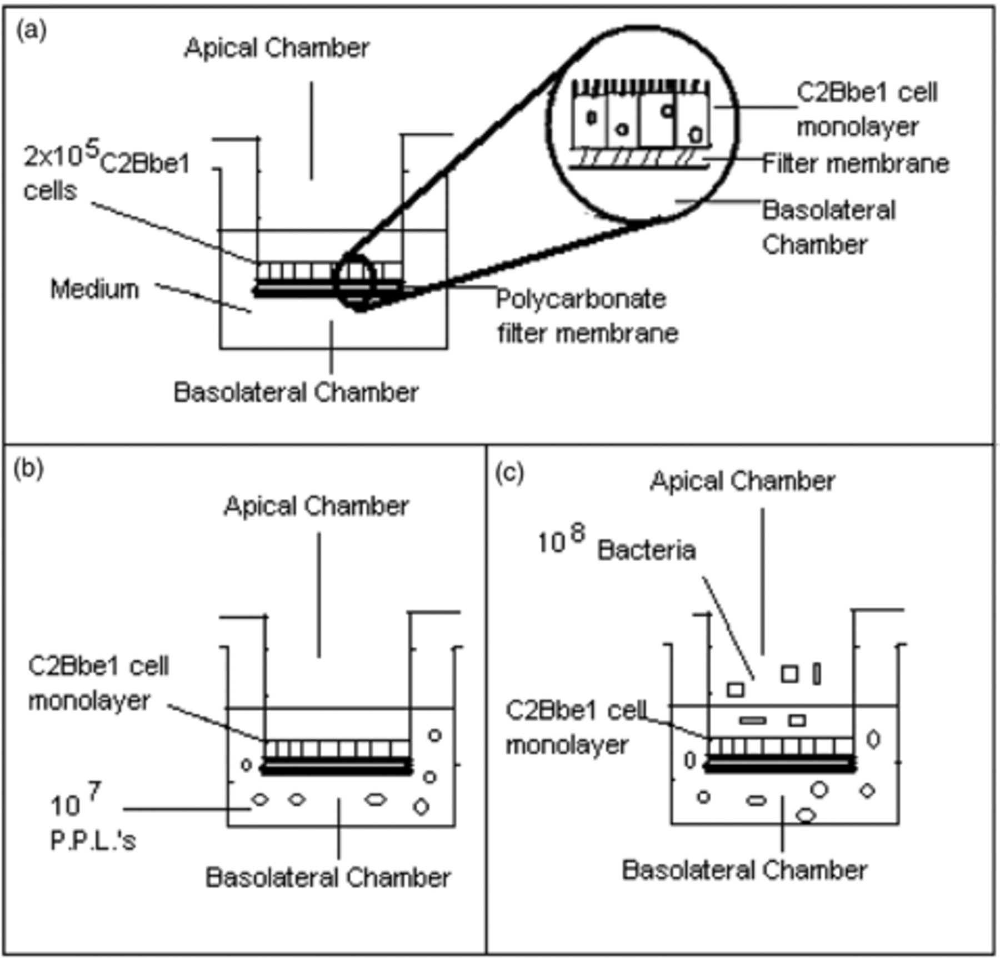 (a)
Apical Chamber
2x10⁵C2Bbe1
cells
Medium
C2Bbe1 cell
monolayer
Filter membrane
Basolateral
Chamber
Polycarbonate
filter membrane
Basolateral Chamber
(b)
Apical Chamber
C2Bbe1 cell
monolayer
10⁷
P.P.L.'s
Basolateral Chamber
(c)
Apical Chamber
10⁸ Bacteria
C2Bbe1 cell
monolayer
Basolateral Chamber